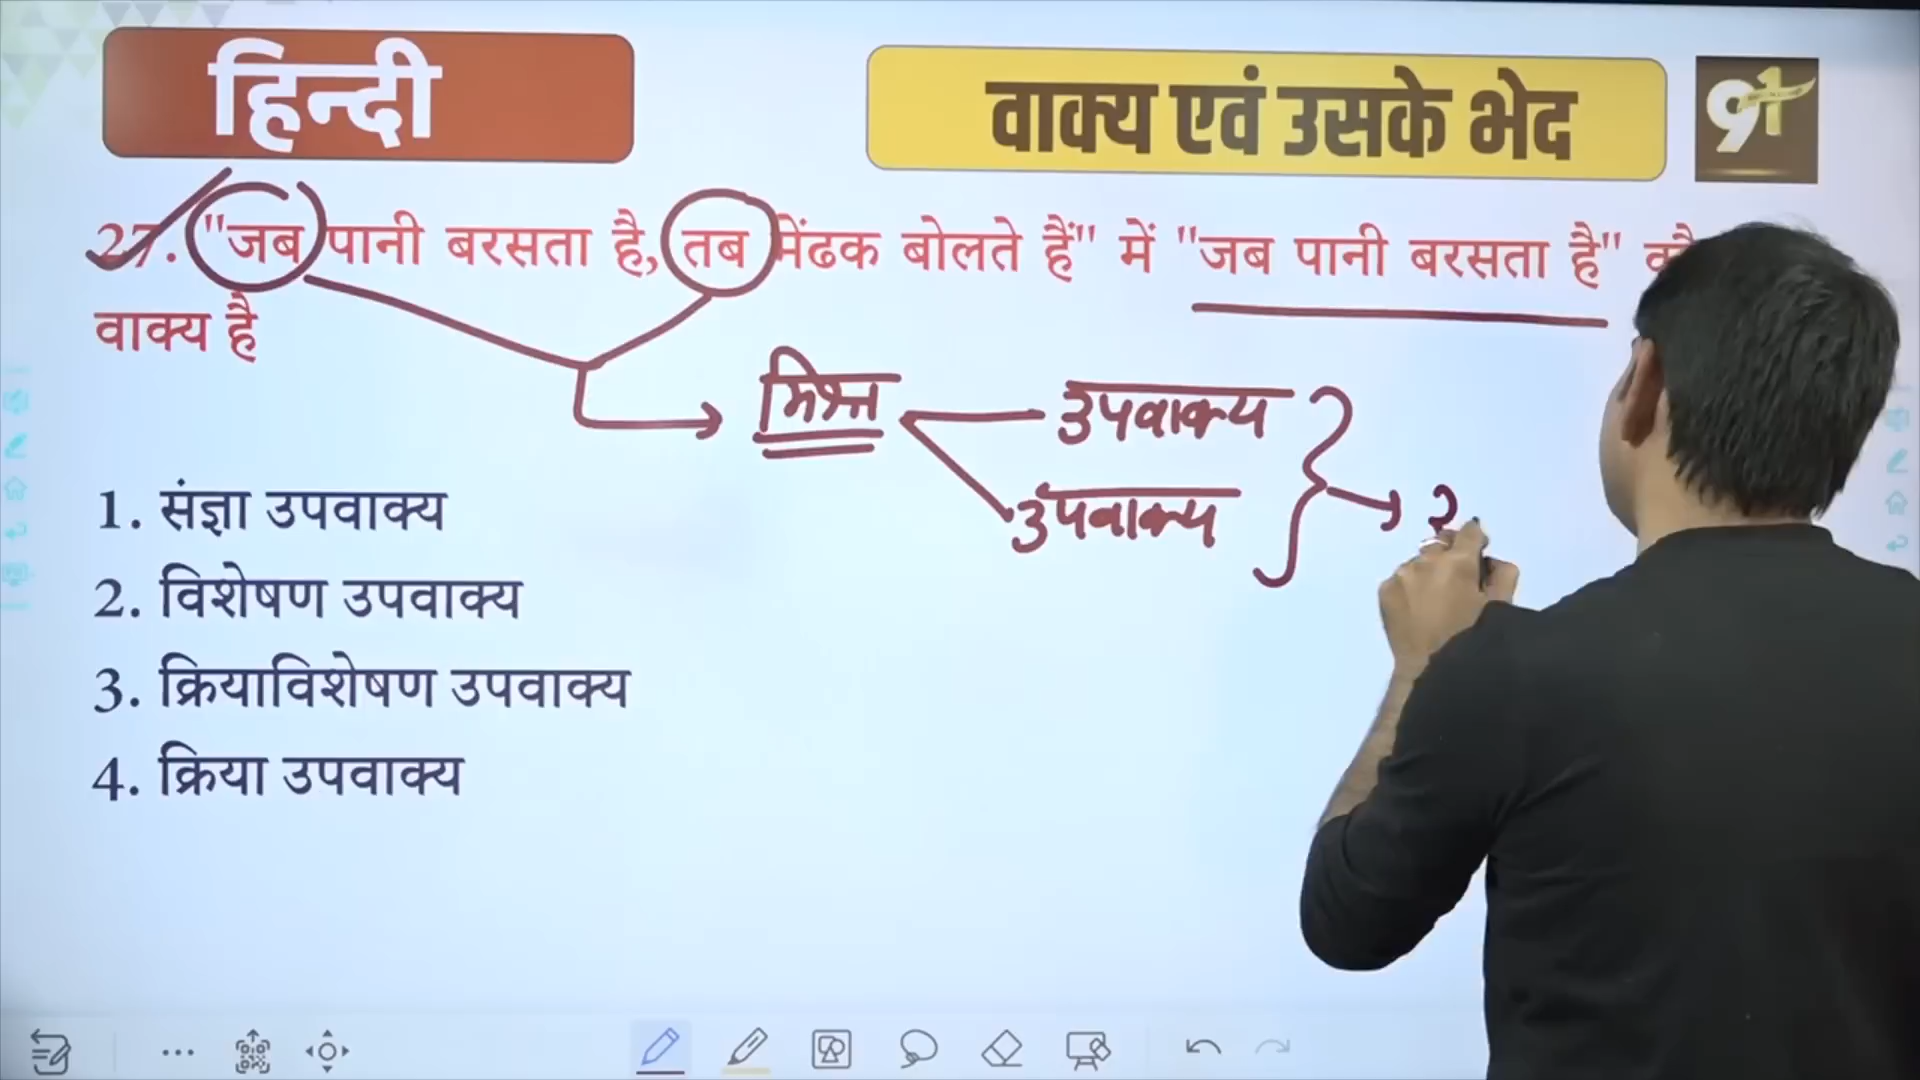 हिन्दी
वाक्य एवं उसके भेद
91
27. "जब पानी बरसता है, तब मेंढक बोलते हैं" में "जब पानी बरसता है"
वाक्य है
मिश्र
उपवाक्य
उपवाक्य
1. संज्ञा उपवाक्य
2. विशेषण उपवाक्य
3. क्रियाविशेषण उपवाक्य
4. क्रिया उपवाक्य